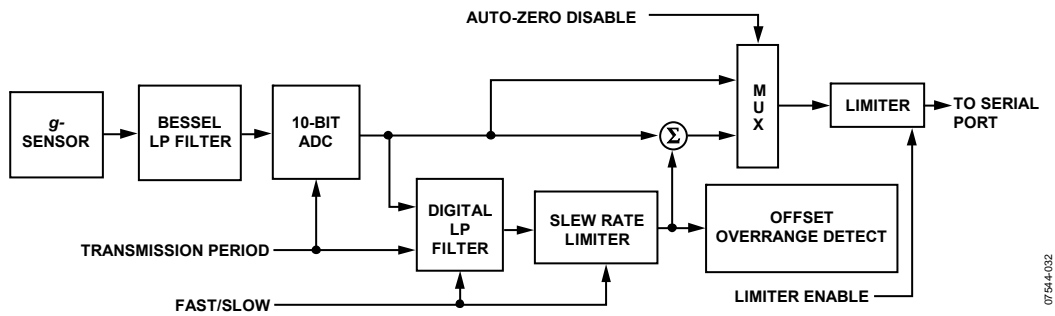 AUTO-ZERO DISABLE
g-
SENSOR
BESSEL
LP FILTER
10-BIT
ADC
Σ
M
U
X
LIMITER
TO SERIAL
PORT
DIGITAL
LP
FILTER
SLEW RATE
LIMITER
OFFSET
OVERRANGE DETECT
TRANSMISSION PERIOD
FAST/SLOW
LIMITER ENABLE
07544-032